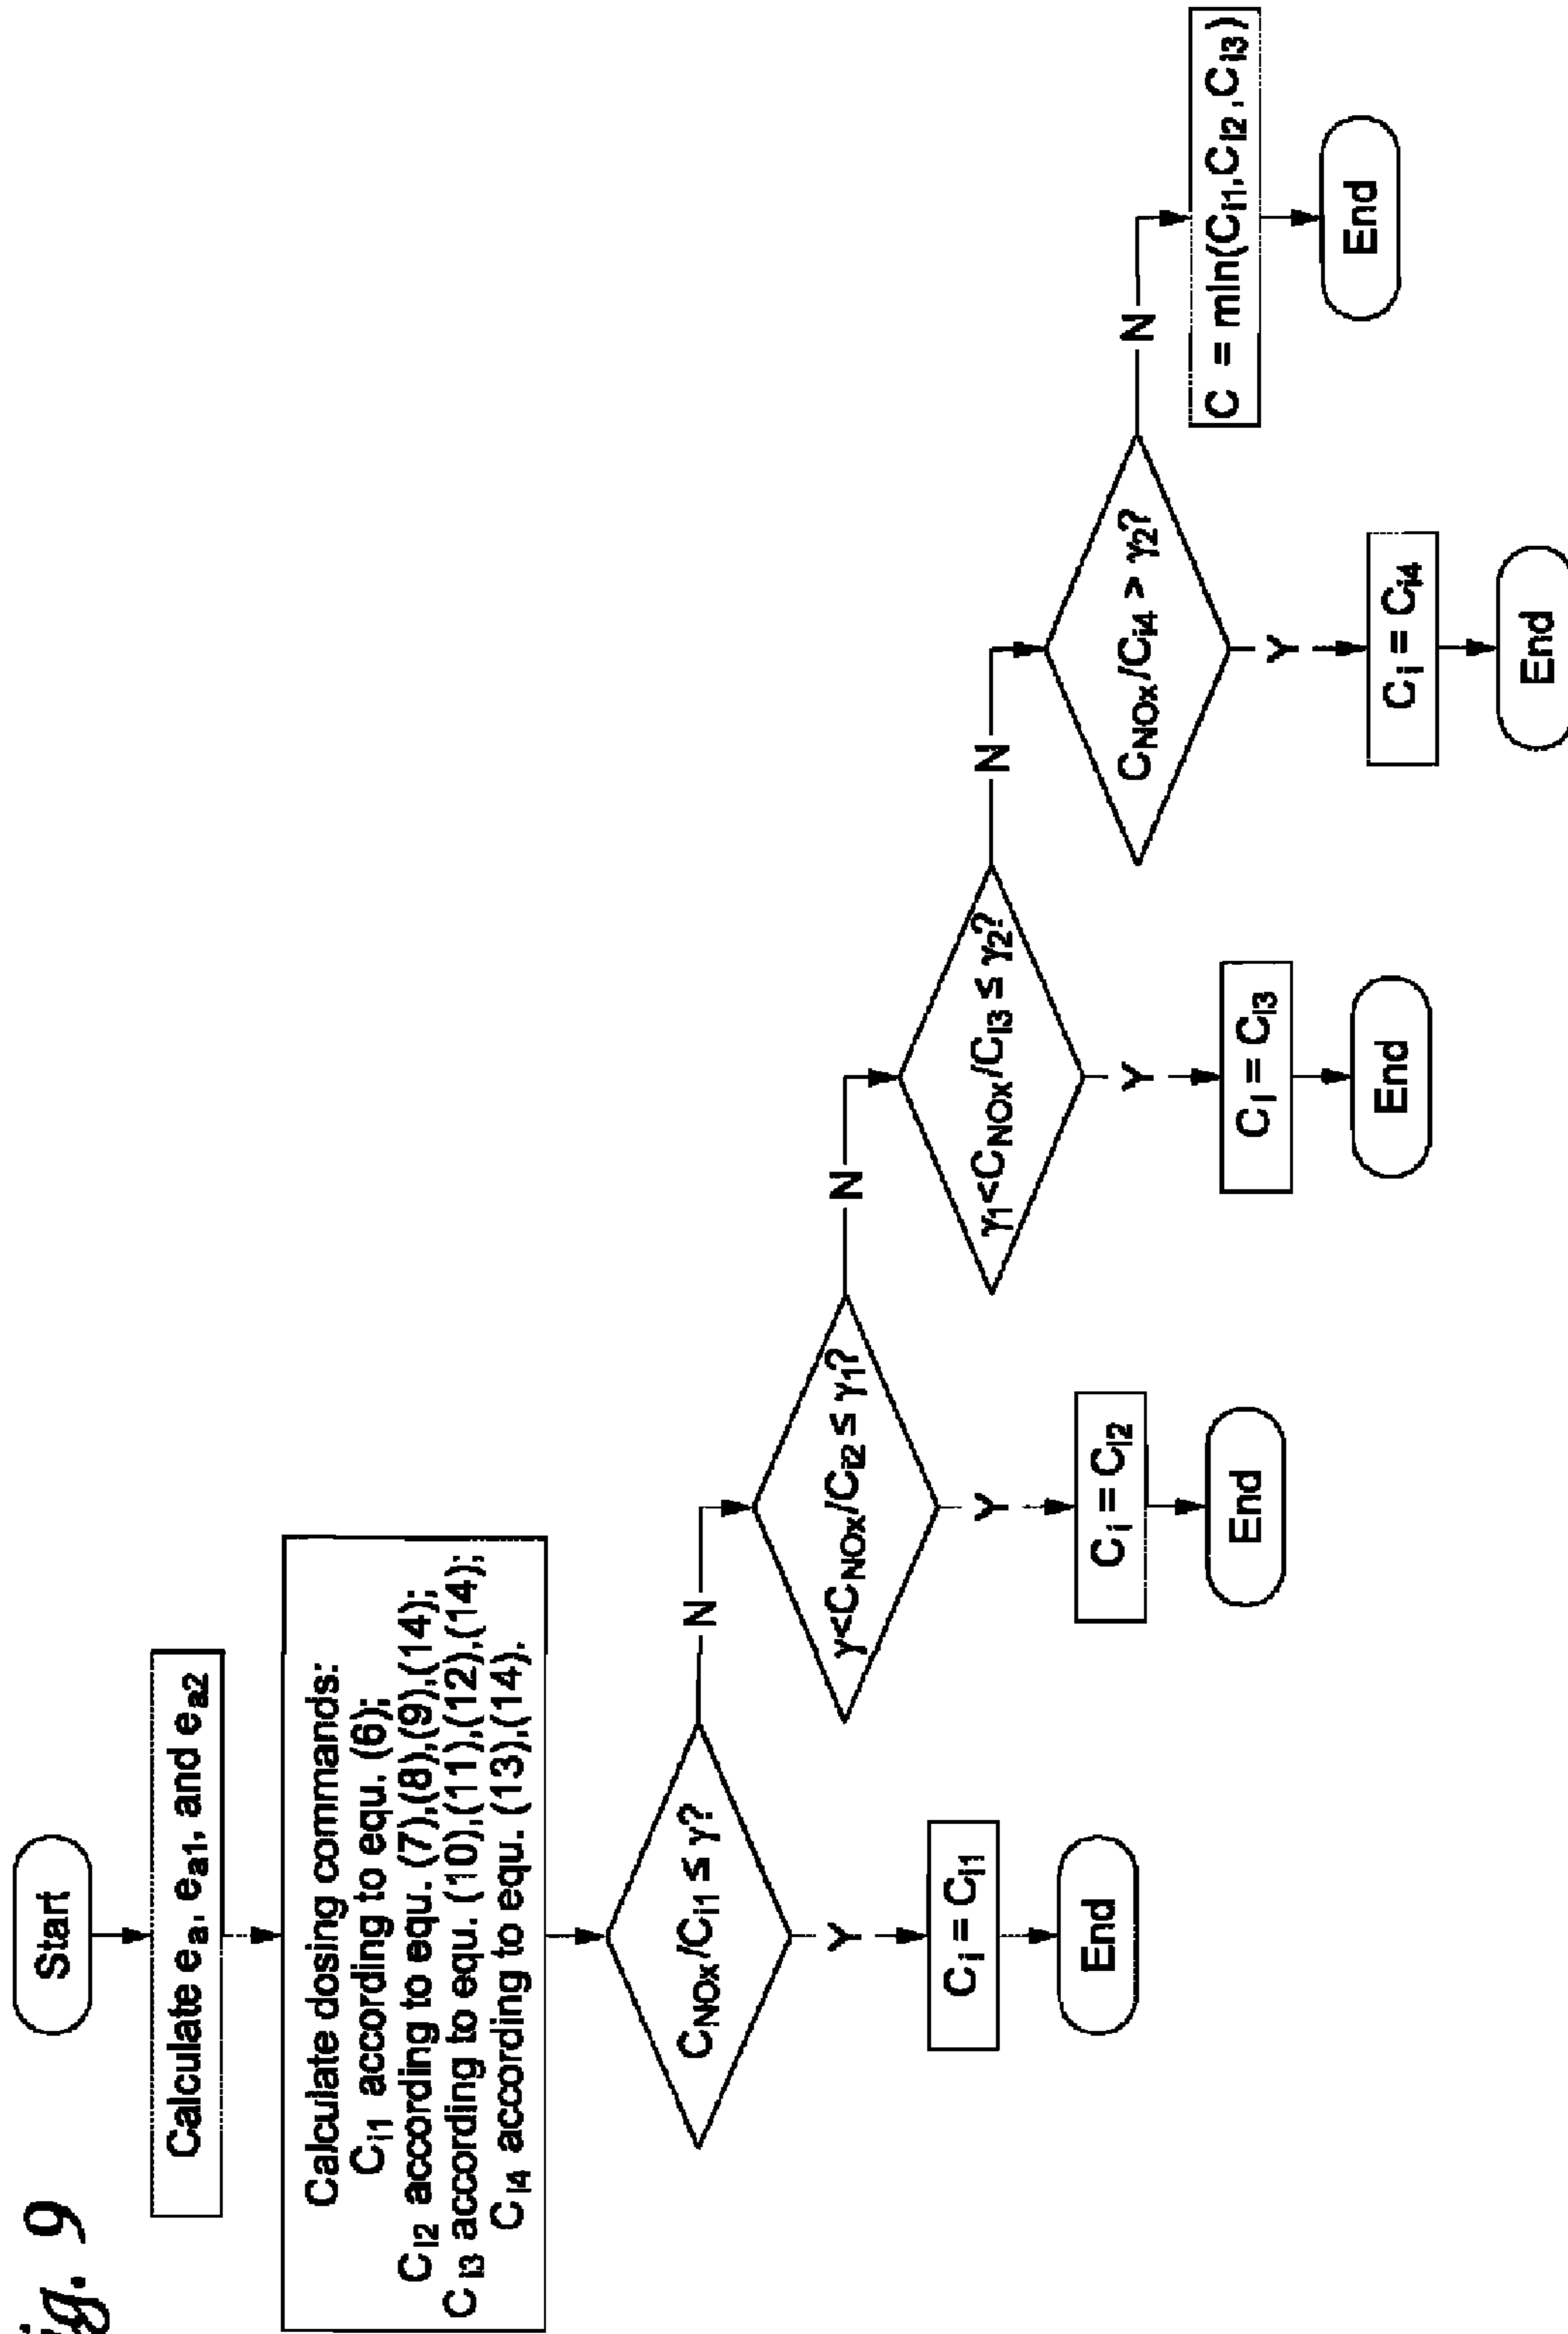 ig. 9
Start
Calculate eₐ, eₐ₁, and eₐ₂
Calculate dosing commands:
Cᵢ₁ according to equ. (6);
Cᵢ₂ according to equ. (7),(8),(9),(14);
Cᵢ₃ according to equ. (10),(11),(12),(14);
Cᵢ₄ according to equ. (13),(14).
C_NOx/Cᵢ₁ ≤ γ?
N
Y
Cᵢ = Cᵢ₁
End
γ<C_NOx/Cᵢ₂ ≤ γ₁?
N
Y
Cᵢ = Cᵢ₂
End
γ₁<C_NOx/Cᵢ₃ ≤ γ₂?
N
Y
Cᵢ = Cᵢ₃
End
C_NOx/Cᵢ₄ > γ₂?
N
Y
Cᵢ = Cᵢ₄
End
C = min(Cᵢ₁,Cᵢ₂,Cᵢ₃)
End